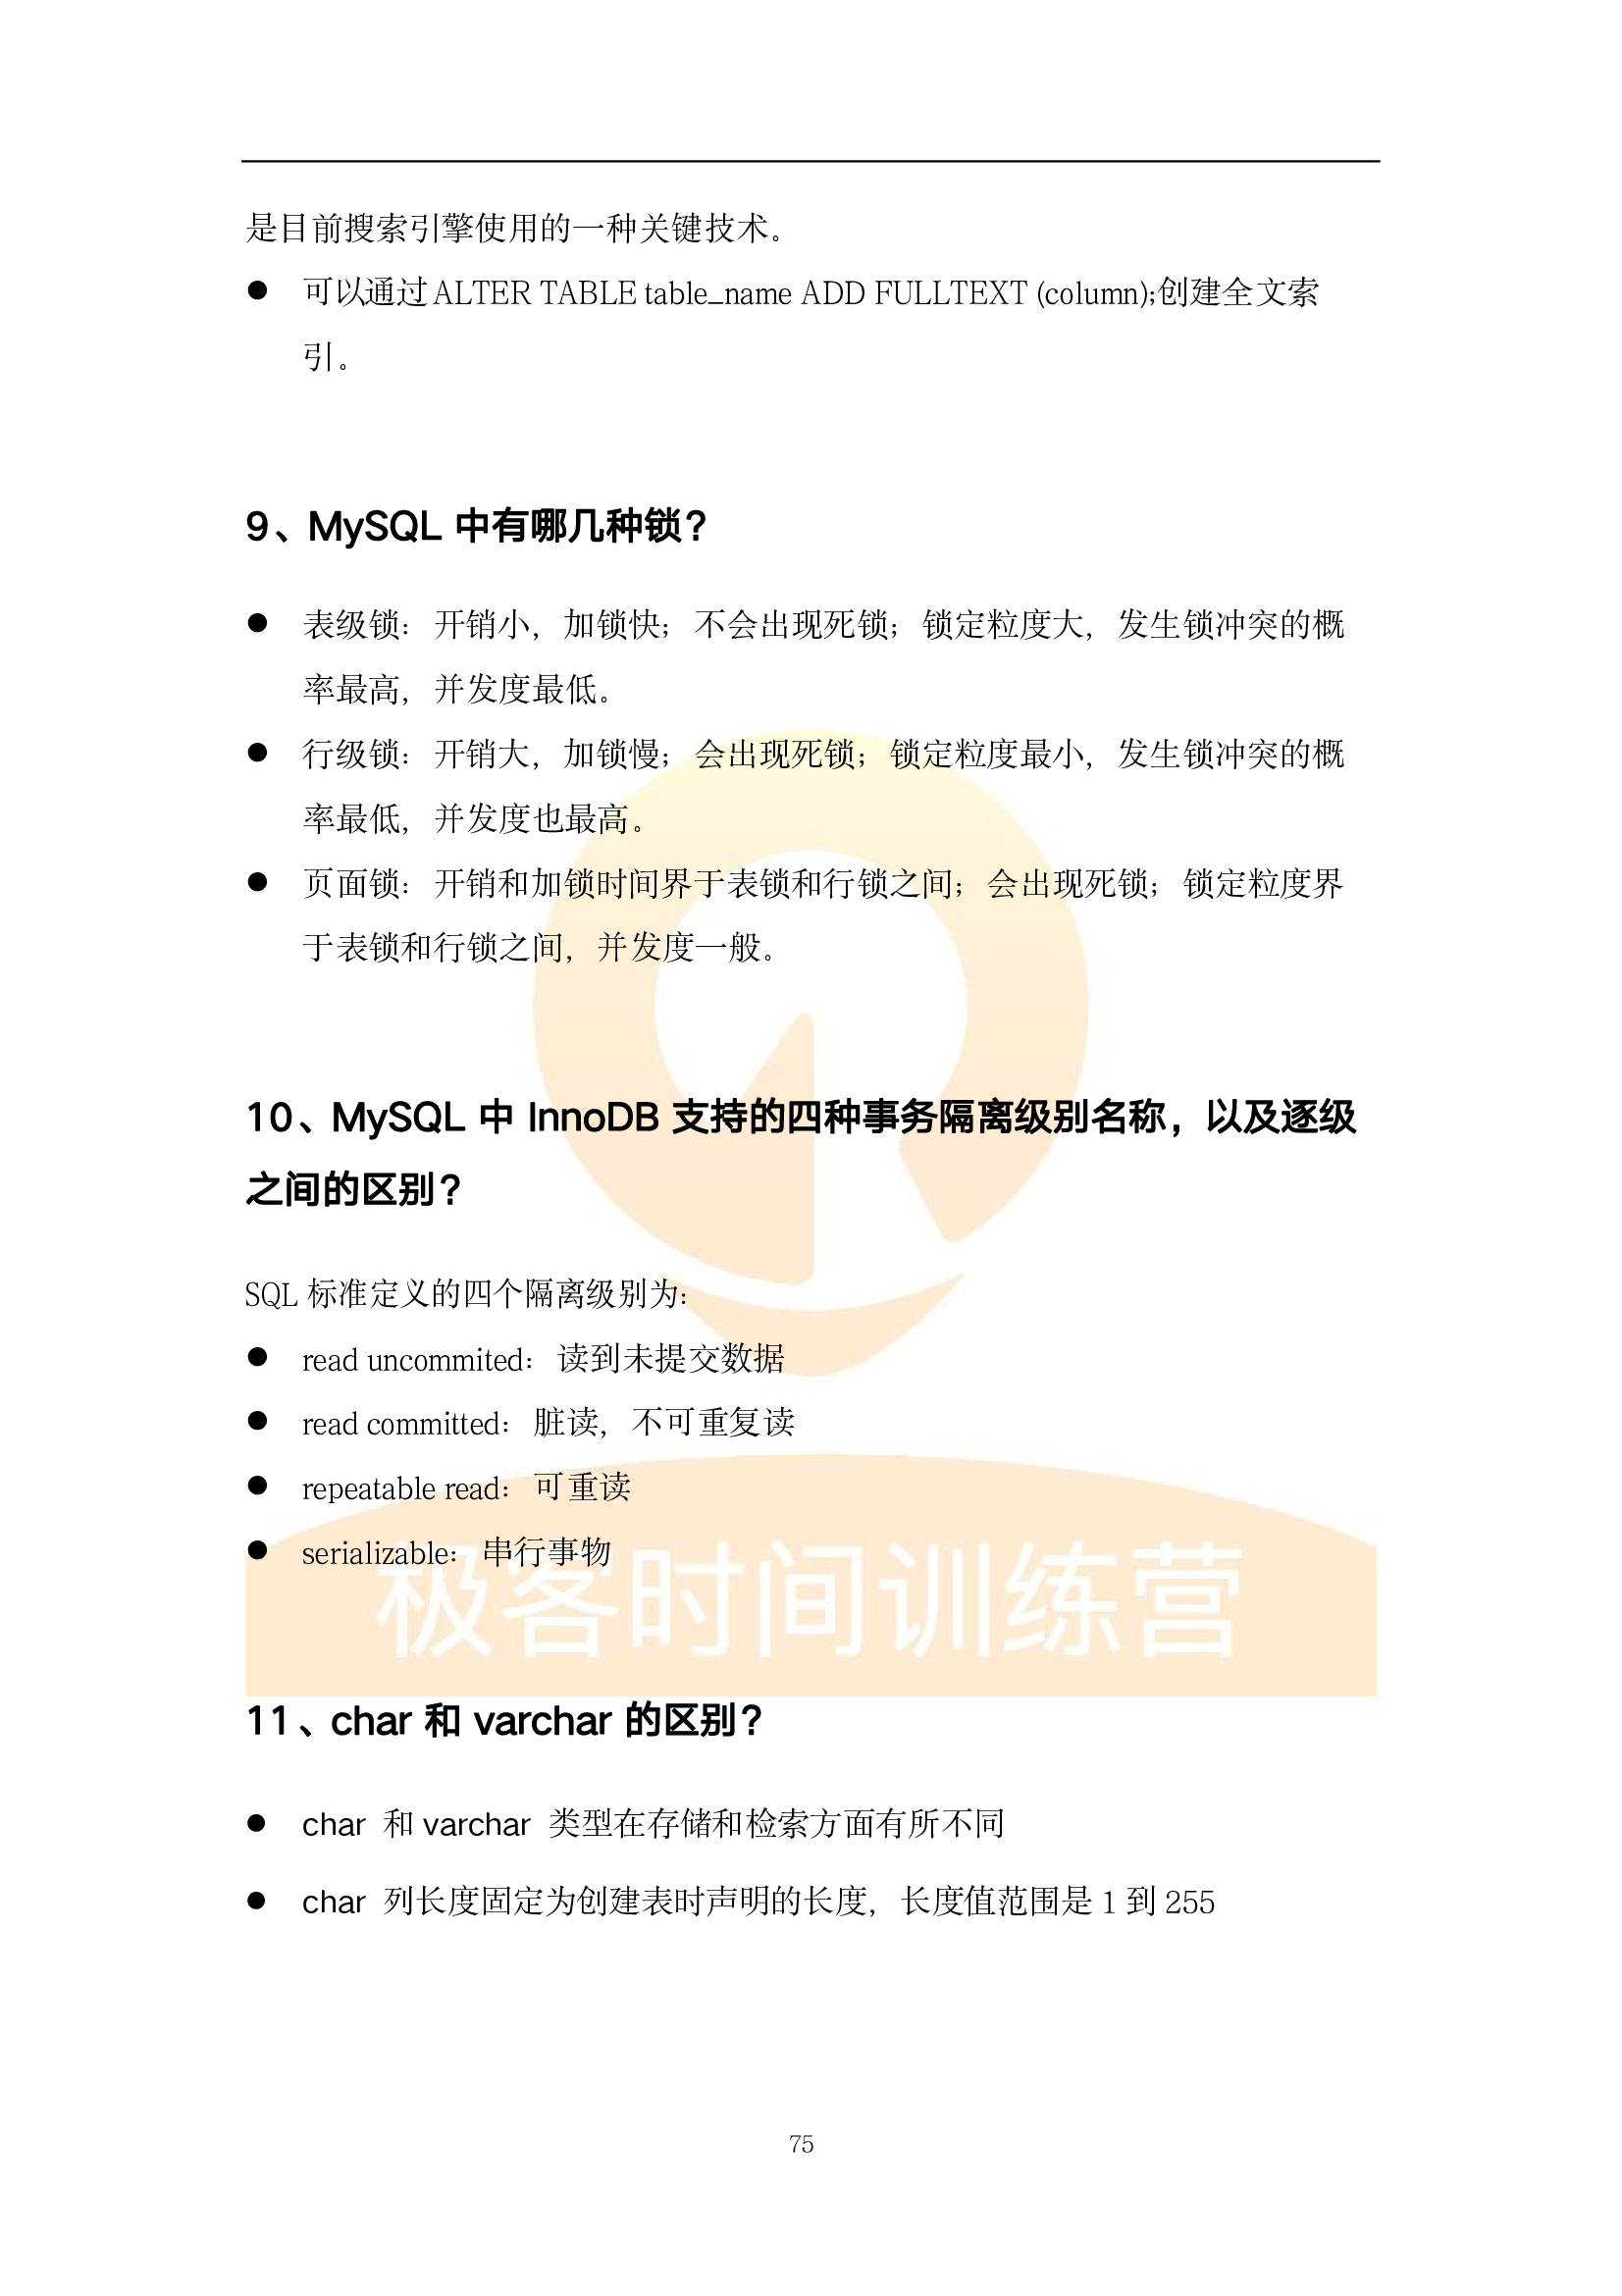 是目前搜索引擎使用的一种关键技术。
● 可以通过 ALTER TABLE table_name ADD FULLTEXT (column);创建全文索
引。
9、MySQL 中有哪几种锁？
● 表级锁：开销小，加锁快；不会出现死锁；锁定粒度大，发生锁冲突的概
率最高，并发度最低。
● 行级锁：开销大，加锁慢；会出现死锁；锁定粒度最小，发生锁冲突的概
率最低，并发度也最高。
● 页面锁：开销和加锁时间界于表锁和行锁之间；会出现死锁；锁定粒度界
于表锁和行锁之间，并发度一般。
10、MySQL 中 InnoDB 支持的四种事务隔离级别名称，以及逐级
之间的区别？
SQL 标准定义的四个隔离级别为：
● read uncommited：读到未提交数据
● read committed：脏读，不可重复读
● repeatable read：可重读
● serializable：串行事物
极客时间训练营
11、char 和 varchar 的区别？
● char 和 varchar 类型在存储和检索方面有所不同
● char 列长度固定为创建表时声明的长度，长度值范围是 1 到 255
75